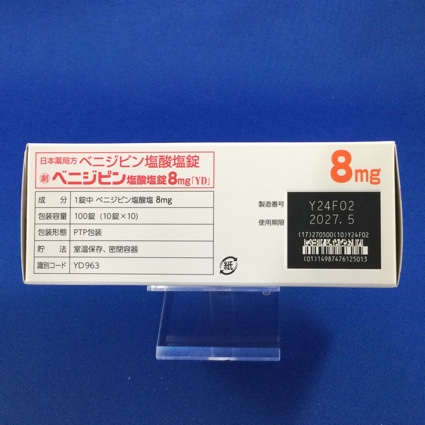 日本薬局方 ベニジピン塩酸塩錠
劇 ベニジピン塩酸塩錠8mg「YD」
成分 1錠中 ベニジピン塩酸塩 8mg
包装容量 100錠 (10錠×10)
包装形態 PTP包装
貯法 室温保存、密閉容器
識別コード YD963
8mg
製造番号 Y24F02
使用期限 2027.5
(17)270500(10)Y24F02
(01)14987476125013
紙